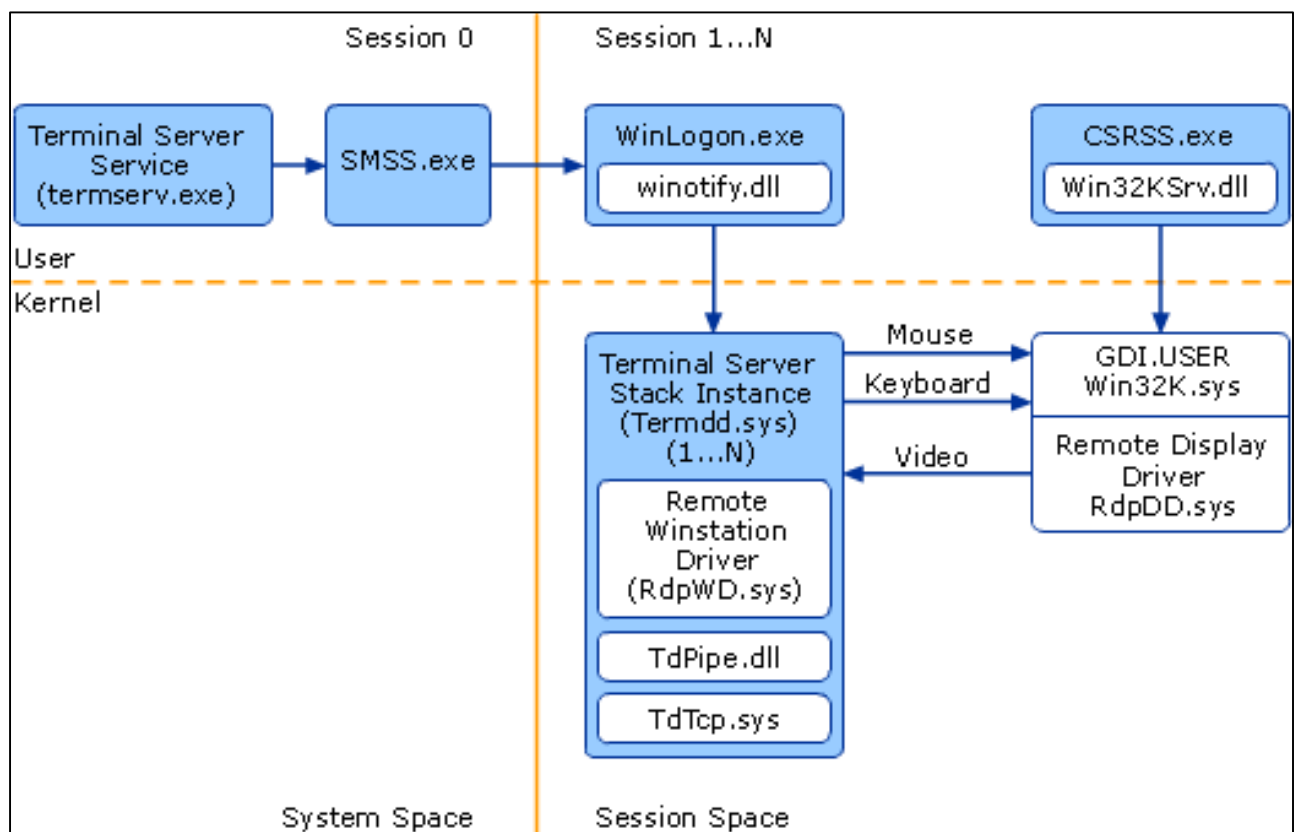 Session 0
Session 1...N
Terminal Server
Service
(termserv.exe)
SMSS.exe
WinLogon.exe
winotify.dll
CSRSS.exe
Win32KSrv.dll
User
Kernel
Terminal Server
Stack Instance
(Termdd.sys)
(1...N)
Remote
Winstation
Driver
(RdpWD.sys)
TdPipe.dll
TdTcp.sys
Mouse
Keyboard
Video
GDI.USER
Win32K.sys
Remote Display
Driver
RdpDD.sys
System Space
Session Space